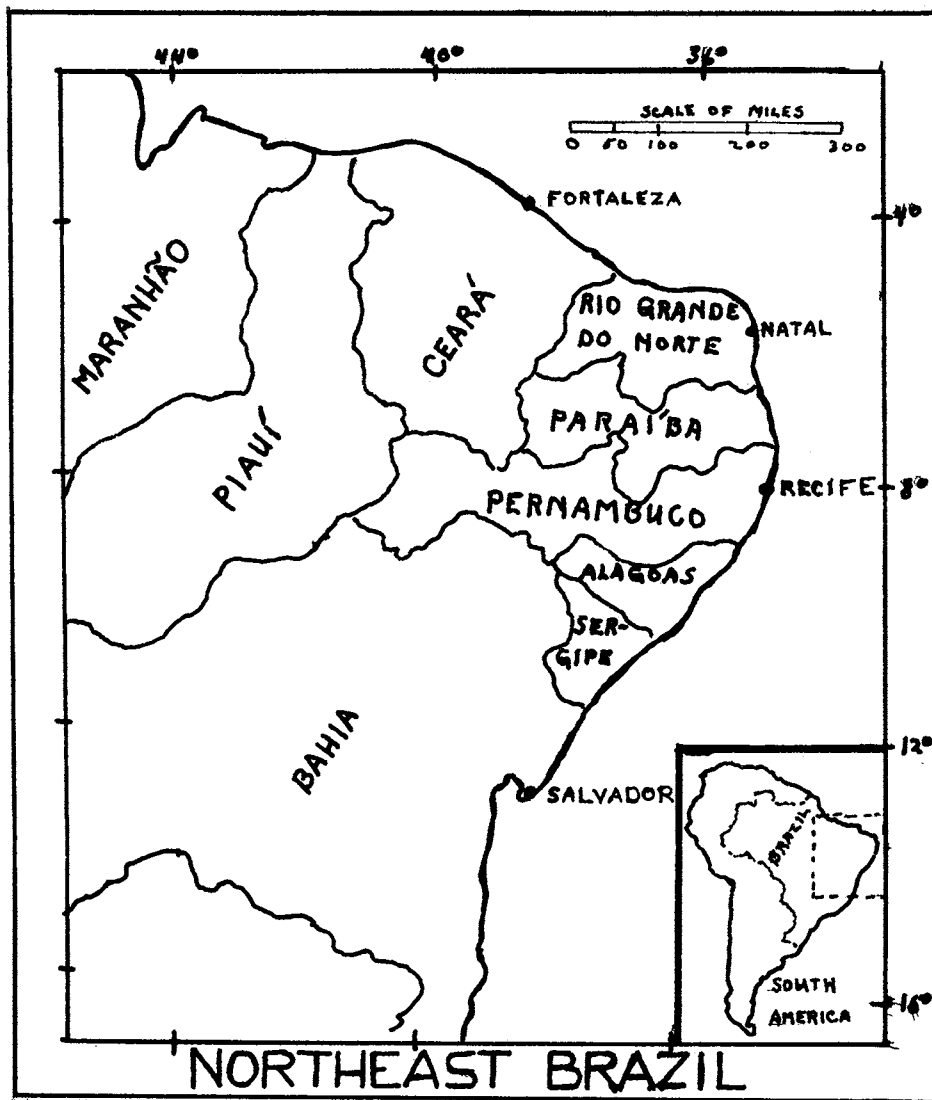 44° 40° 36°
SCALE OF MILES
0 50 100 200 300
FORTALEZA
4°
MARANHÃO
CEARÁ
RIO GRANDE
DO NORTE
NATAL
PIAUÍ
PARAÍBA
PERNAMBUCO
RECIFE
8°
ALAGOAS
SER-
GIPE
BAHIA
12°
SALVADOR
BRAZIL
SOUTH
AMERICA
16°
NORTHEAST BRAZIL